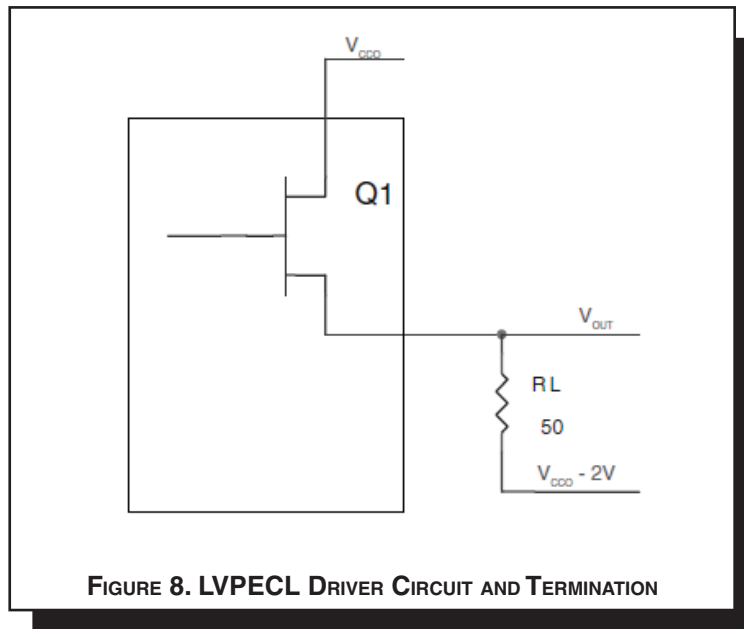 V_CCO
Q1
V_OUT
RL
50
V_CCO - 2V
FIGURE 8. LVPECL DRIVER CIRCUIT AND TERMINATION